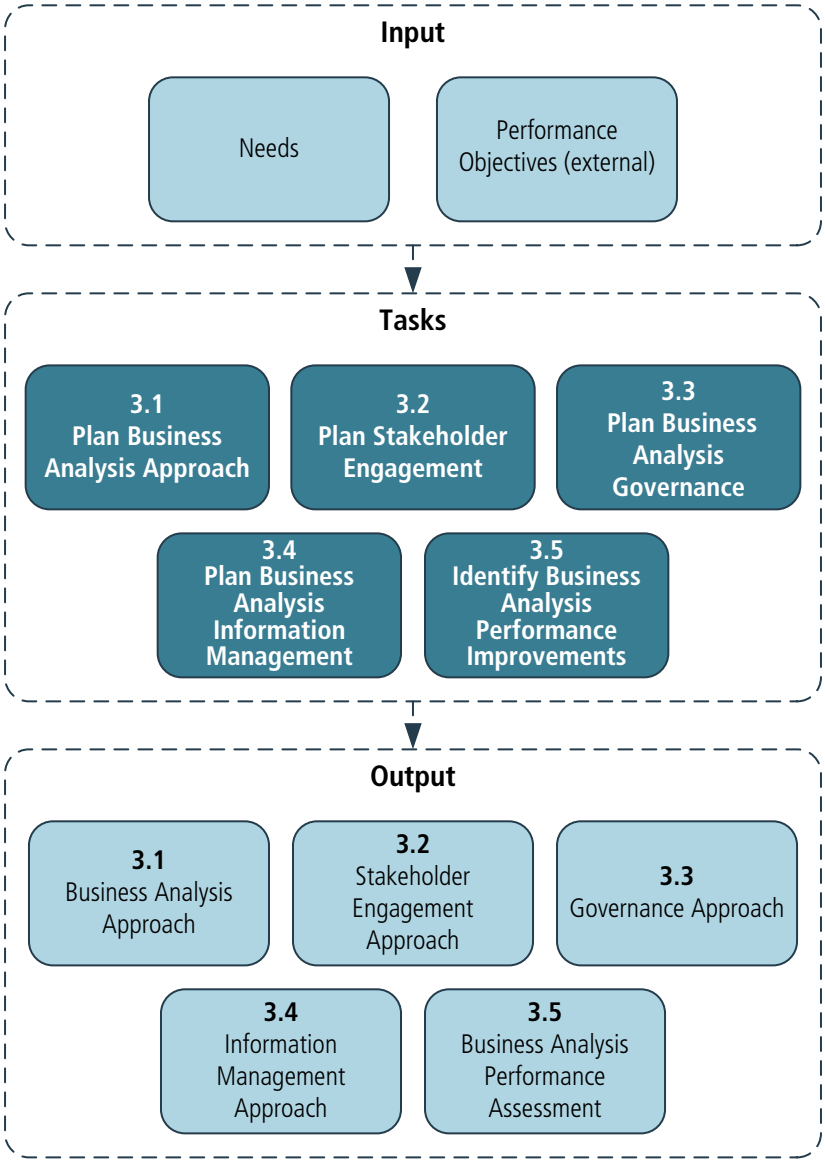 Input
Needs
Performance
Objectives (external)
Tasks
3.1
Plan Business
Analysis Approach
3.2
Plan Stakeholder
Engagement
3.3
Plan Business
Analysis
Governance
3.4
Plan Business
Analysis
Information
Management
3.5
Identify Business
Analysis
Performance
Improvements
Output
3.1
Business Analysis
Approach
3.2
Stakeholder
Engagement
Approach
3.3
Governance Approach
3.4
Information
Management
Approach
3.5
Business Analysis
Performance
Assessment